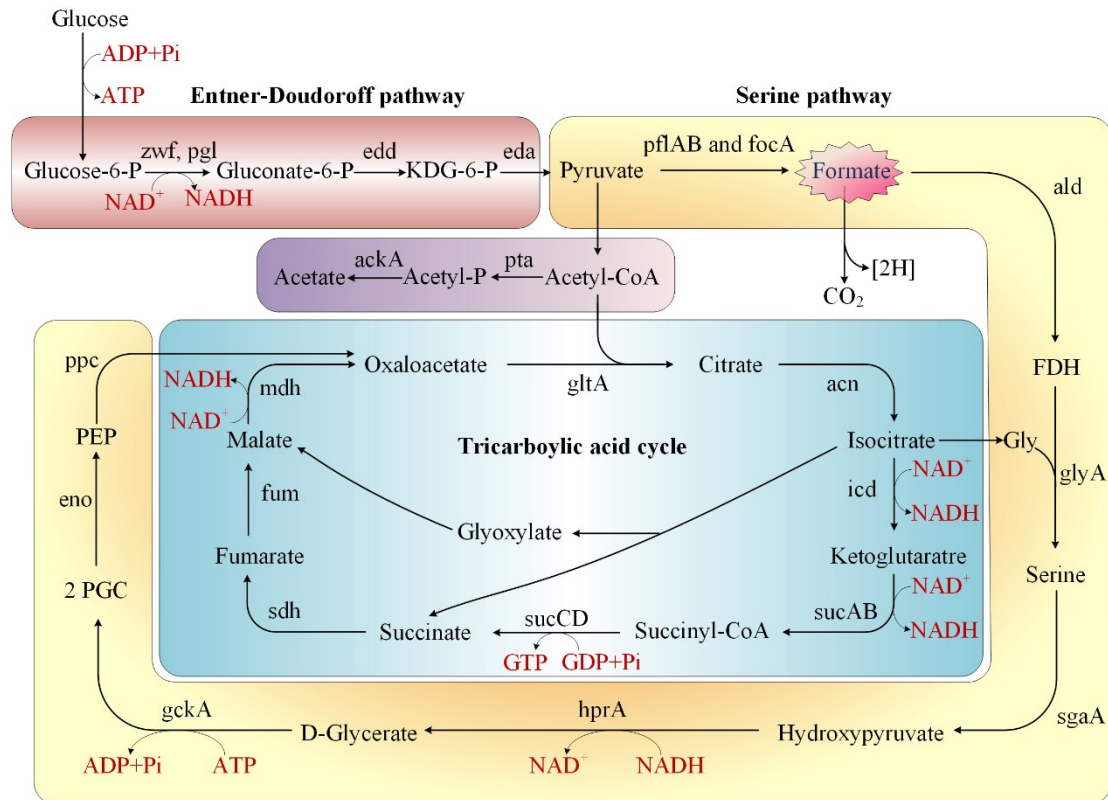 Glucose
ADP+Pi
ATP
Entner-Doudoroff pathway
Serine pathway
zwf, pgl
edd
eda
pflAB and focA
Glucose-6-P
Gluconate-6-P
KDG-6-P
Pyruvate
Formate
ald
NAD⁺
NADH
ackA
pta
Acetate
Acetyl-P
Acetyl-CoA
[2H]
CO₂
ppc
Oxaloacetate
Citrate
FDH
NADH
mdh
gltA
acn
NAD⁺
PEP
Malate
Tricarboylic acid cycle
Isocitrate
Gly
NAD⁺
glyA
eno
fum
icd
NADH
Glyoxylate
Fumarate
Ketoglutaratre
Serine
2 PGC
NAD⁺
sdh
sucCD
sucAB
Succinate
Succinyl-CoA
NADH
GTP
GDP+Pi
gckA
hprA
sgaA
D-Glycerate
Hydroxypyruvate
ADP+Pi
ATP
NAD⁺
NADH